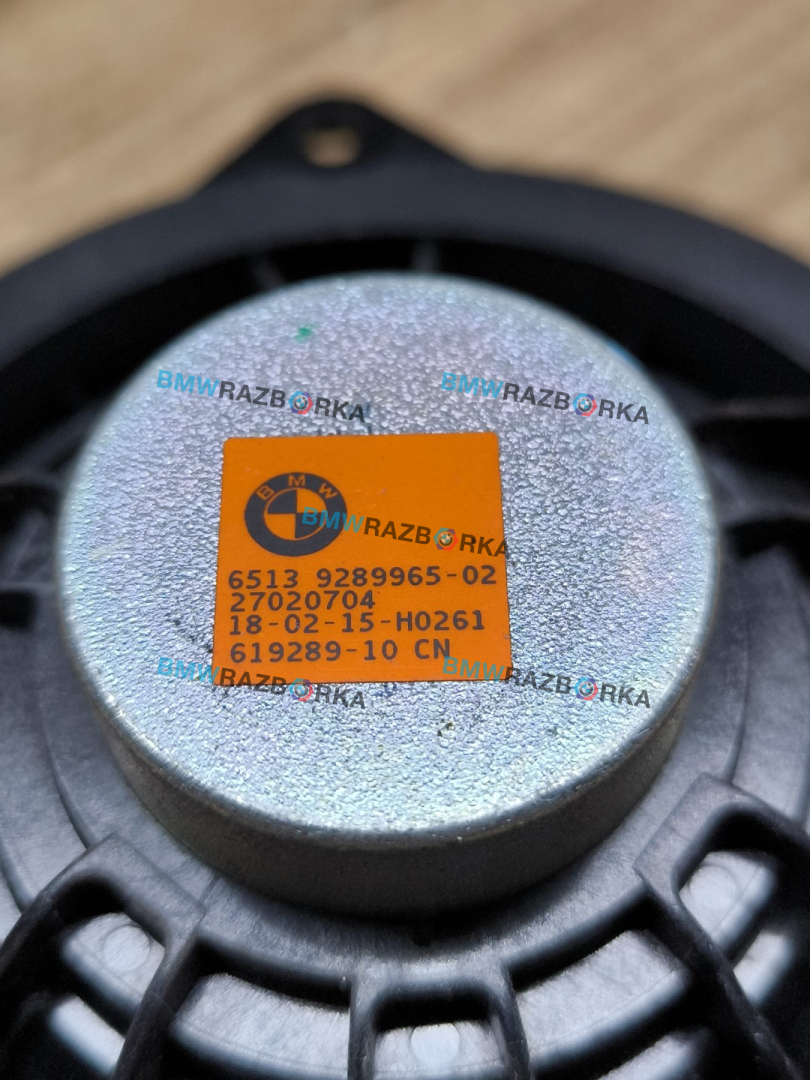 BMWRAZBORKA BMWRAZBORKA
BMW
BMWRAZBORKA
6513 9289965-02
27020704
18-02-15-H0261
619289-10 CN
BMWRAZBORKA BMWRAZBORKA